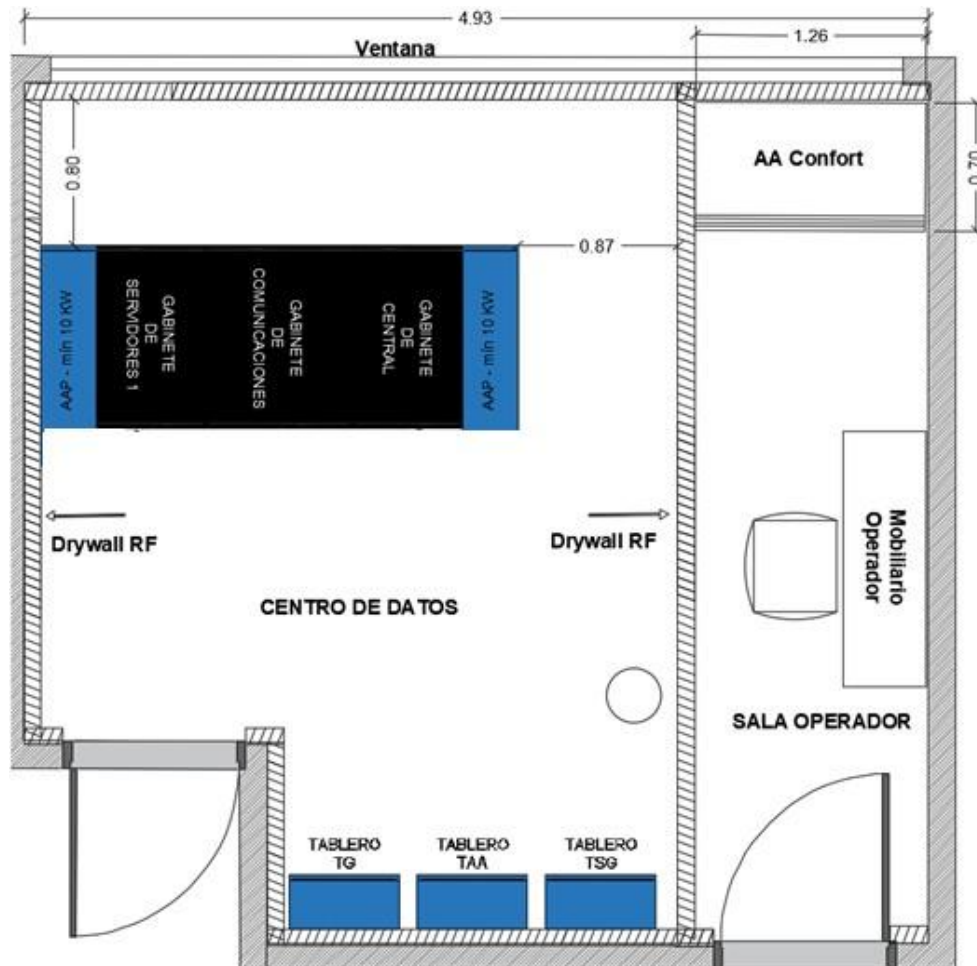 4.93
1.26
Ventana
AA Confort
0.80
0.70
0.87
AAP - mín 10 KW
GABINETE
DE
SERVIDORES 1
GABINETE
DE
COMUNICACIONES
GABINETE
DE
CENTRAL
AAP - mín 10 KW
Drywall RF
Drywall RF
Mobiliario
Operador
CENTRO DE DATOS
SALA OPERADOR
TABLERO
TG
TABLERO
TAA
TABLERO
TSG